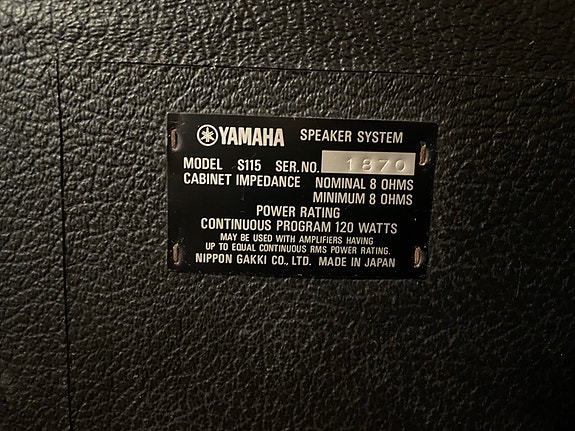 YAMAHA SPEAKER SYSTEM
MODEL S115 SER.NO. 1870
CABINET IMPEDANCE NOMINAL 8 OHMS
MINIMUM 8 OHMS
POWER RATING
CONTINUOUS PROGRAM 120 WATTS
MAY BE USED WITH AMPLIFIERS HAVING
UP TO EQUAL CONTINUOUS RMS POWER RATING.
NIPPON GAKKI CO., LTD. MADE IN JAPAN